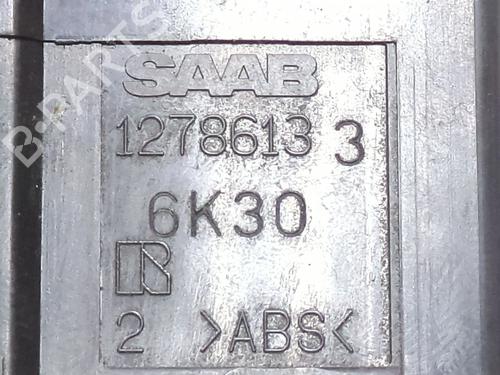 SAAB
12786133
6K30
R
2 >ABS<
B-PARTS